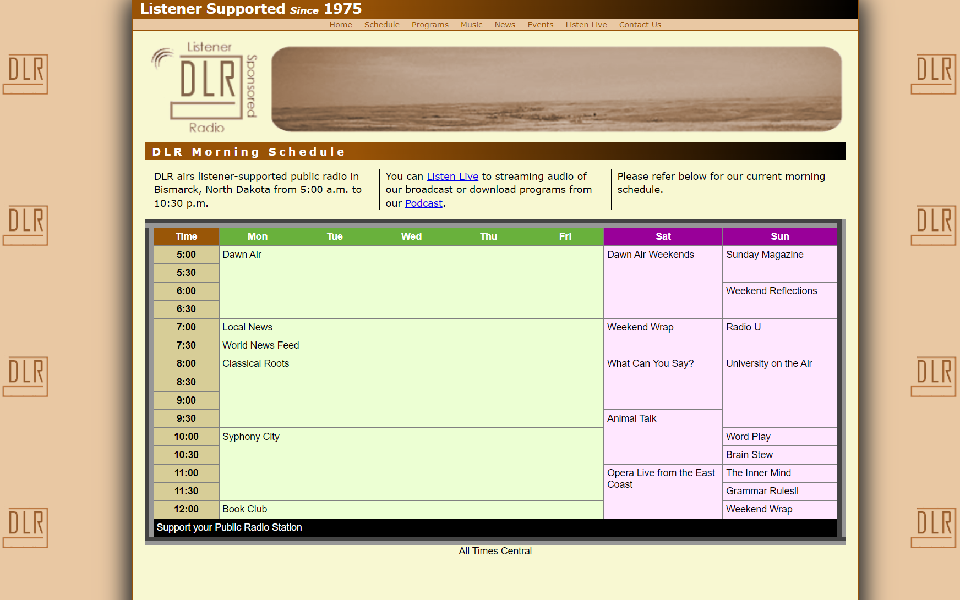 Listener Supported Since 1975
Home Schedule Programs Music News Events Listen Live Contact Us
Listener
DLR
Sponsored
Radio
DLR Morning Schedule
DLR airs listener-supported public radio in
Bismarck, North Dakota from 5:00 a.m. to
10:30 p.m.
You can Listen Live to streaming audio of
our broadcast or download programs from
our Podcast.
Please refer below for our current morning
schedule.
Time Mon Tue Wed Thu Fri Sat Sun
5:00 Dawn Air Dawn Air Weekends Sunday Magazine
5:30
6:00 Weekend Reflections
6:30
7:00 Local News Weekend Wrap Radio U
7:30 World News Feed
8:00 Classical Roots What Can You Say? University on the Air
8:30
9:00
9:30 Animal Talk
10:00 Syphony City Word Play
10:30 Brain Stew
11:00 Opera Live from the East The Inner Mind
Coast
11:30 Grammar Rules!!
12:00 Book Club Weekend Wrap
Support your Public Radio Station
All Times Central
DLR
DLR
DLR
DLR
DLR
DLR
DLR
DLR